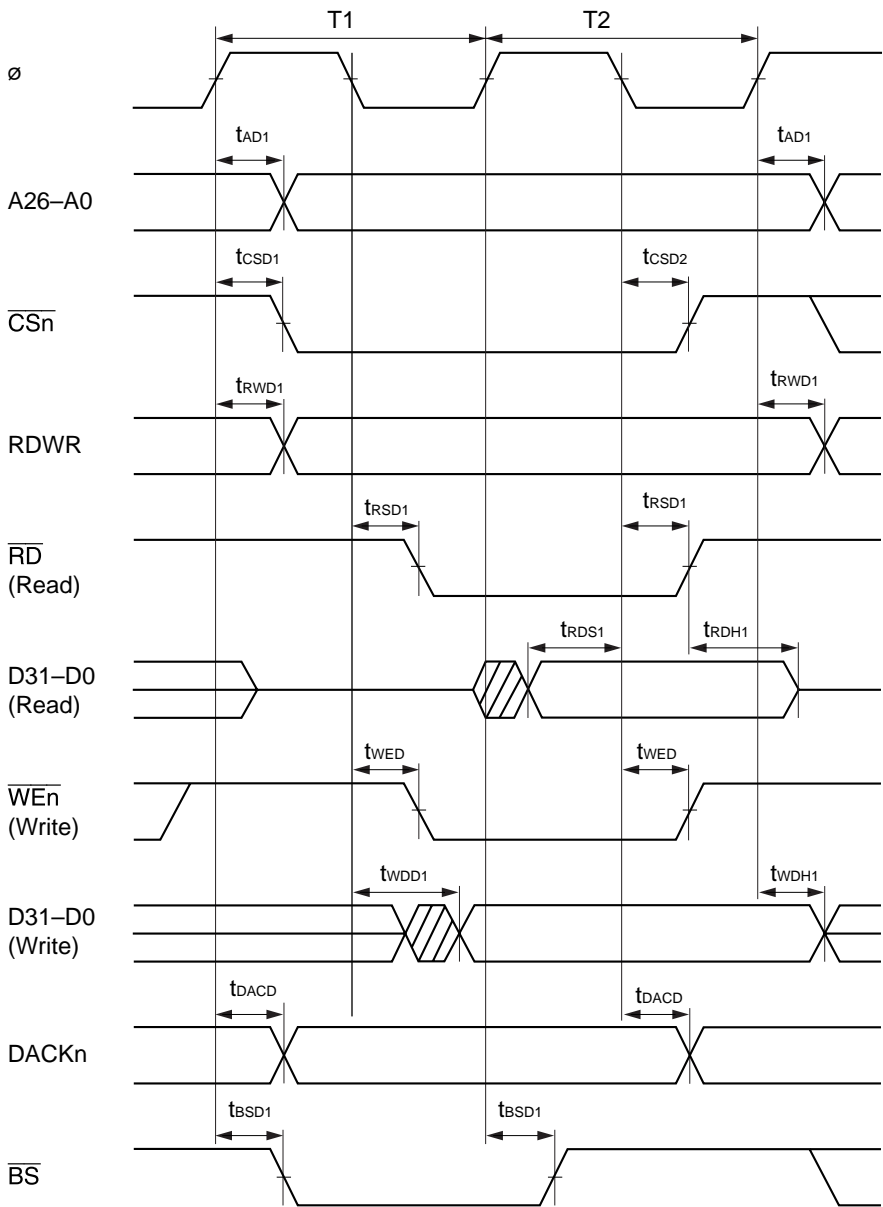 T1 T2
ø
tAD1 tAD1
A26–A0
tCSD1 tCSD2
CSn
tRWD1 tRWD1
RDWR
tRSD1 tRSD1
RD
(Read)
tRDS1 tRDH1
D31–D0
(Read)
tWED tWED
WEn
(Write)
tWDD1 tWDH1
D31–D0
(Write)
tDACD tDACD
DACKn
tBSD1 tBSD1
BS